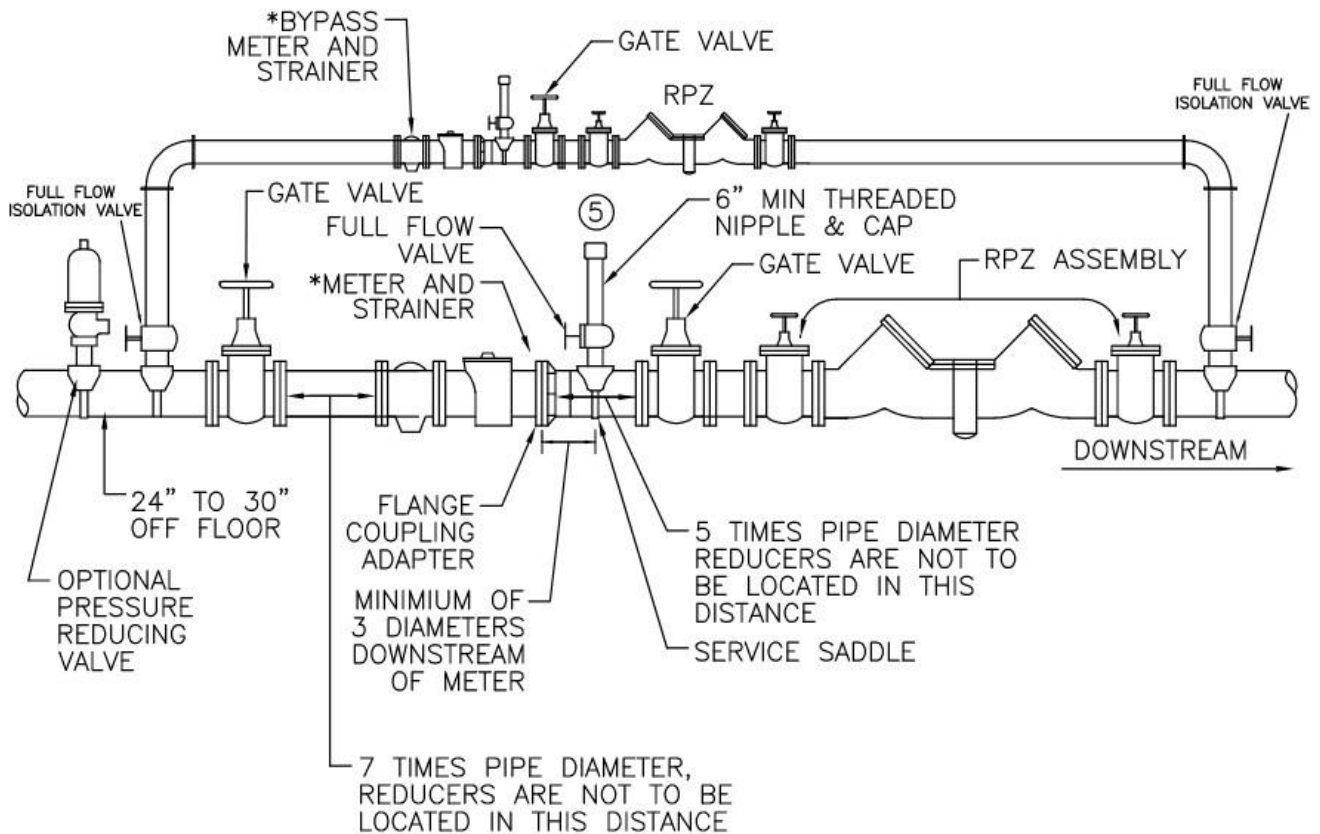 *BYPASS
METER AND
STRAINER
GATE VALVE
RPZ
FULL FLOW
ISOLATION VALVE
FULL FLOW
ISOLATION VALVE
GATE VALVE
FULL FLOW
VALVE
*METER AND
STRAINER
5
6" MIN THREADED
NIPPLE & CAP
GATE VALVE
RPZ ASSEMBLY
DOWNSTREAM
24" TO 30"
OFF FLOOR
OPTIONAL
PRESSURE
REDUCING
VALVE
FLANGE
COUPLING
ADAPTER
MINIMIUM OF
3 DIAMETERS
DOWNSTREAM
OF METER
5 TIMES PIPE DIAMETER
REDUCERS ARE NOT TO
BE LOCATED IN THIS
DISTANCE
SERVICE SADDLE
7 TIMES PIPE DIAMETER,
REDUCERS ARE NOT TO BE
LOCATED IN THIS DISTANCE